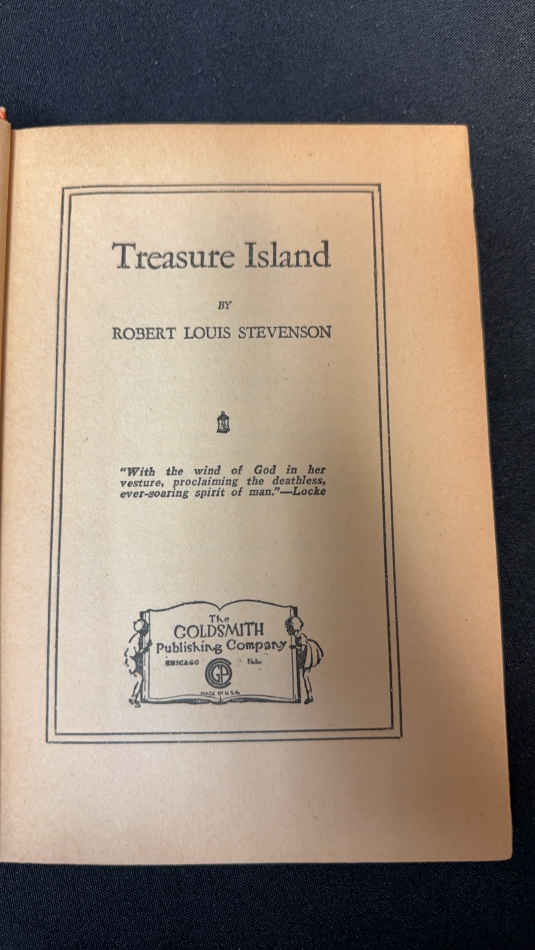 Treasure Island
BY
ROBERT LOUIS STEVENSON
"With the wind of God in her
vesture, proclaiming the deathless,
ever-soaring spirit of man."—Locke
The
GOLDSMITH
Publishing Company
CHICAGO
GP
MADE IN U.S.A.